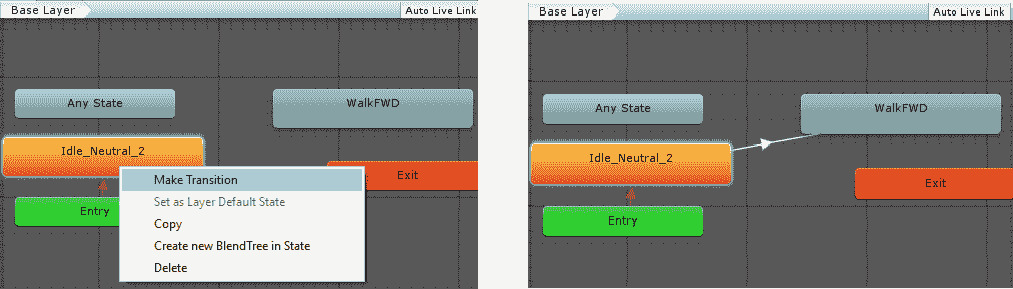 Base Layer
Auto Live Link
Any State
WalkFWD
Idle_Neutral_2
Make Transition
Exit
Set as Layer Default State
Entry
Copy
Create new BlendTree in State
Delete
Base Layer
Auto Live Link
Any State
WalkFWD
Idle_Neutral_2
Exit
Entry